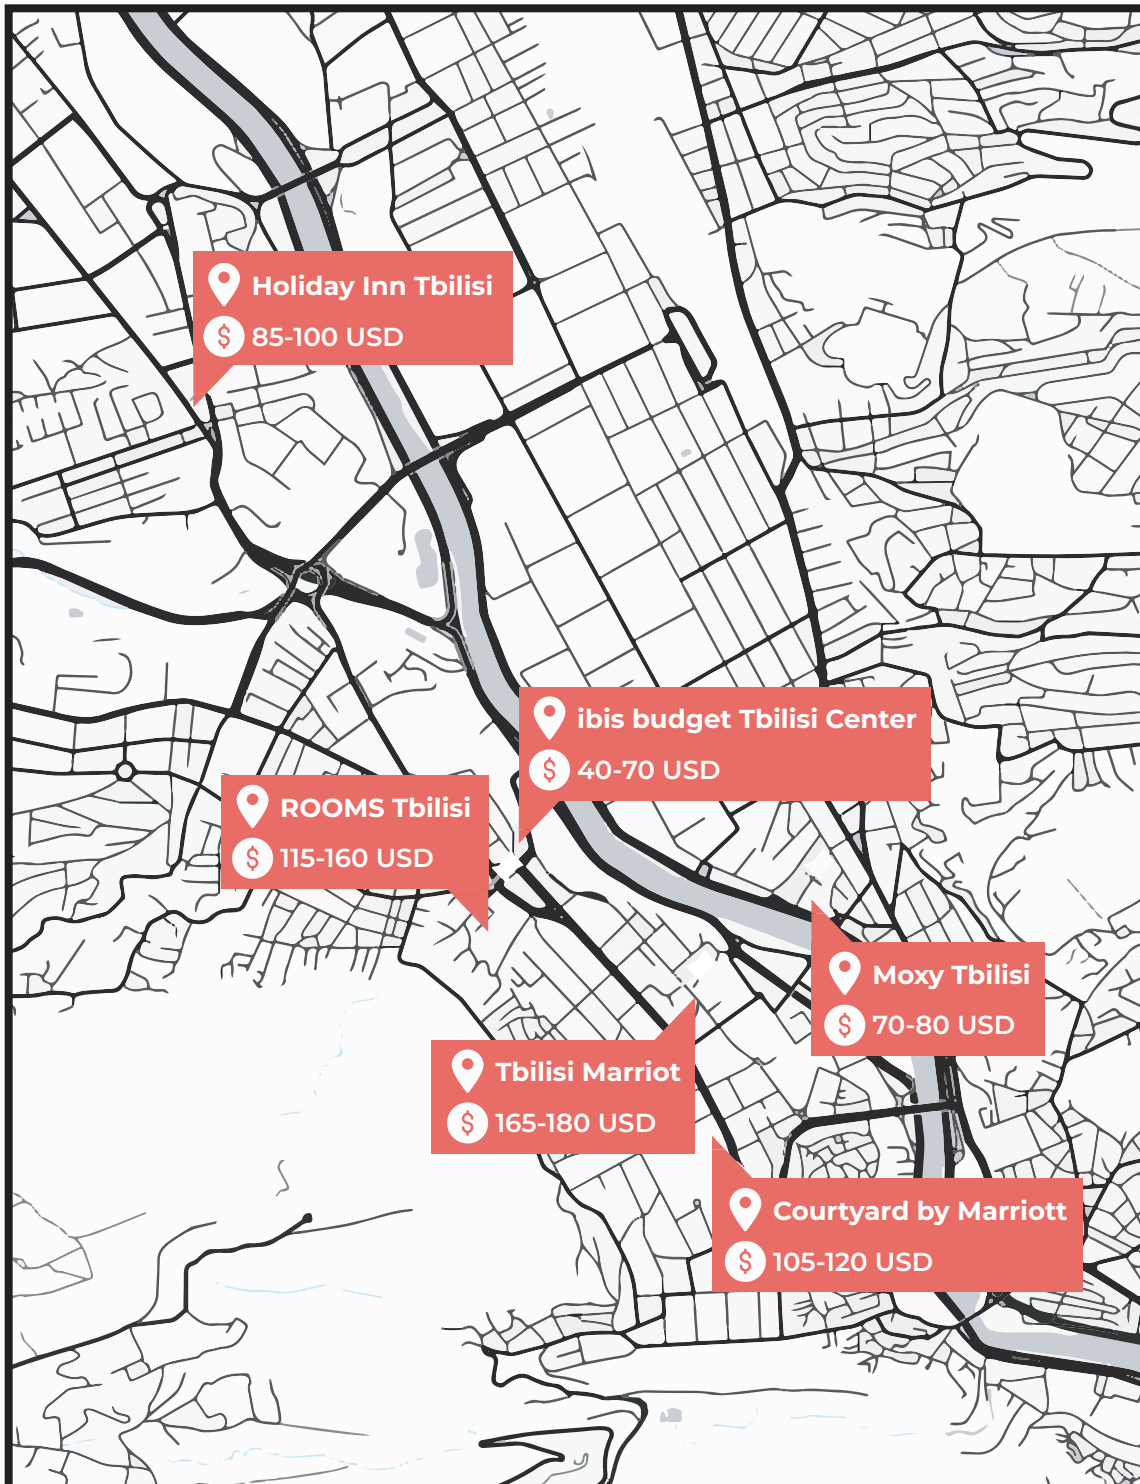 Holiday Inn Tbilisi
$ 85-100 USD
ibis budget Tbilisi Center
$ 40-70 USD
ROOMS Tbilisi
$ 115-160 USD
Moxy Tbilisi
$ 70-80 USD
Tbilisi Marriot
$ 165-180 USD
Courtyard by Marriott
$ 105-120 USD